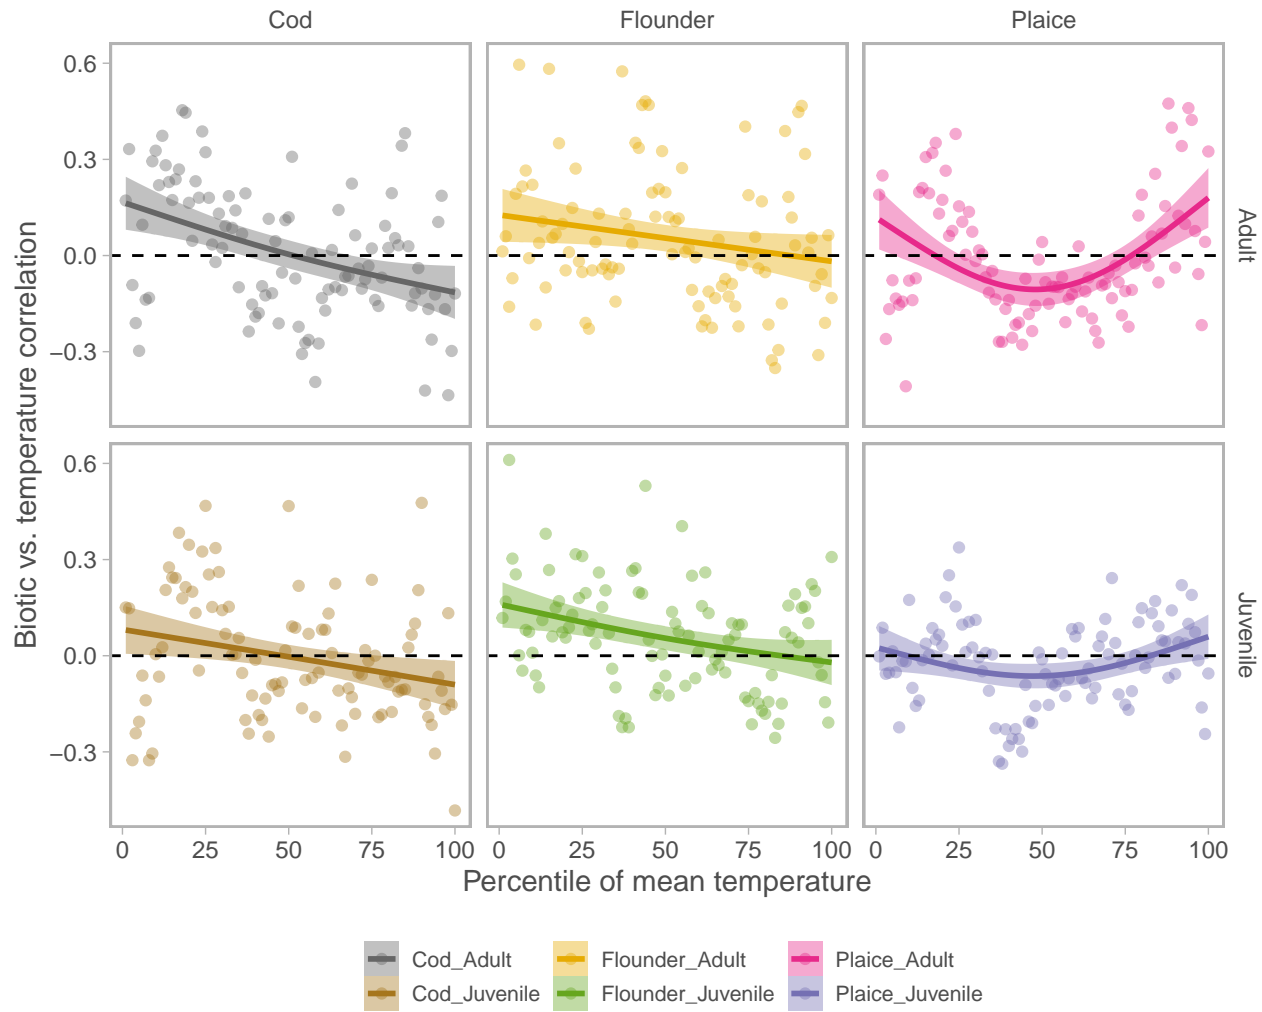 Cod Flounder Plaice
0.6
0.3
0.0
−0.3
Adult
0.6
0.3
0.0
−0.3
Juvenile
Biotic vs. temperature correlation
0 25 50 75 100 0 25 50 75 100 0 25 50 75 100
Percentile of mean temperature
Cod_Adult Flounder_Adult Plaice_Adult
Cod_Juvenile Flounder_Juvenile Plaice_Juvenile